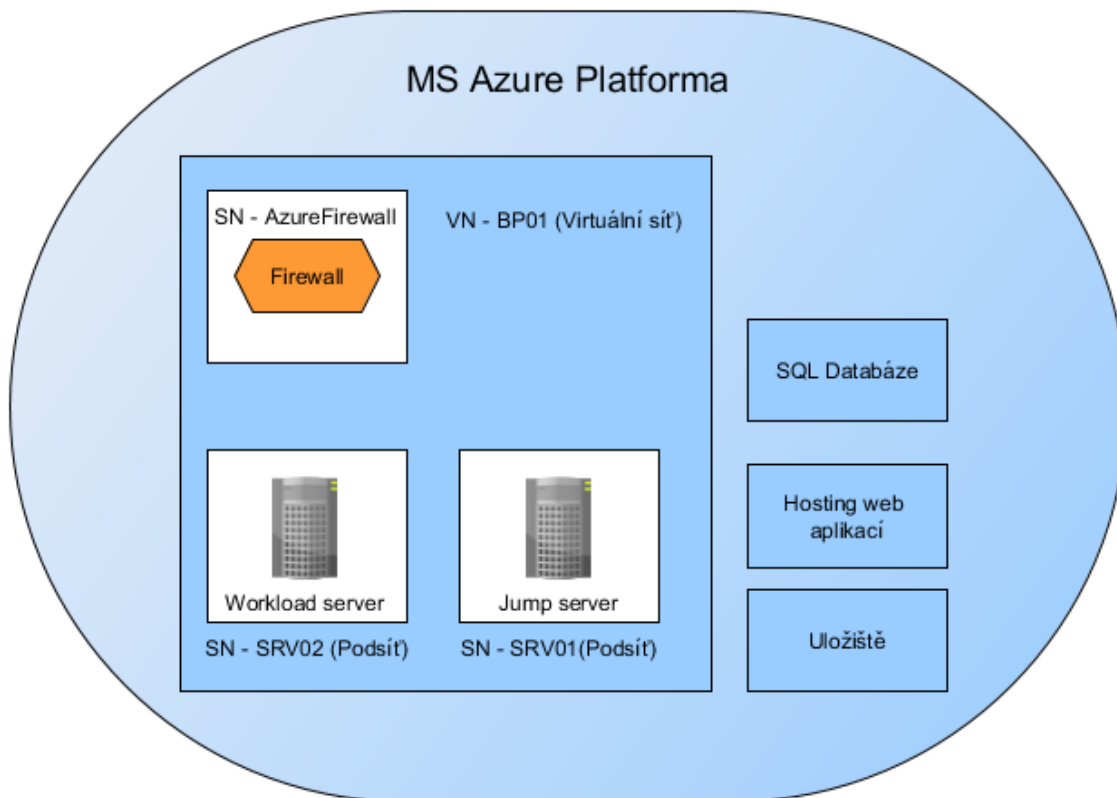 MS Azure Platforma
SN - AzureFirewall
VN - BP01 (Virtuální síť)
Firewall
SQL Databáze
Hosting web
aplikací
Workload server
Jump server
SN - SRV02 (Podsíť)
SN - SRV01(Podsíť)
Uložiště